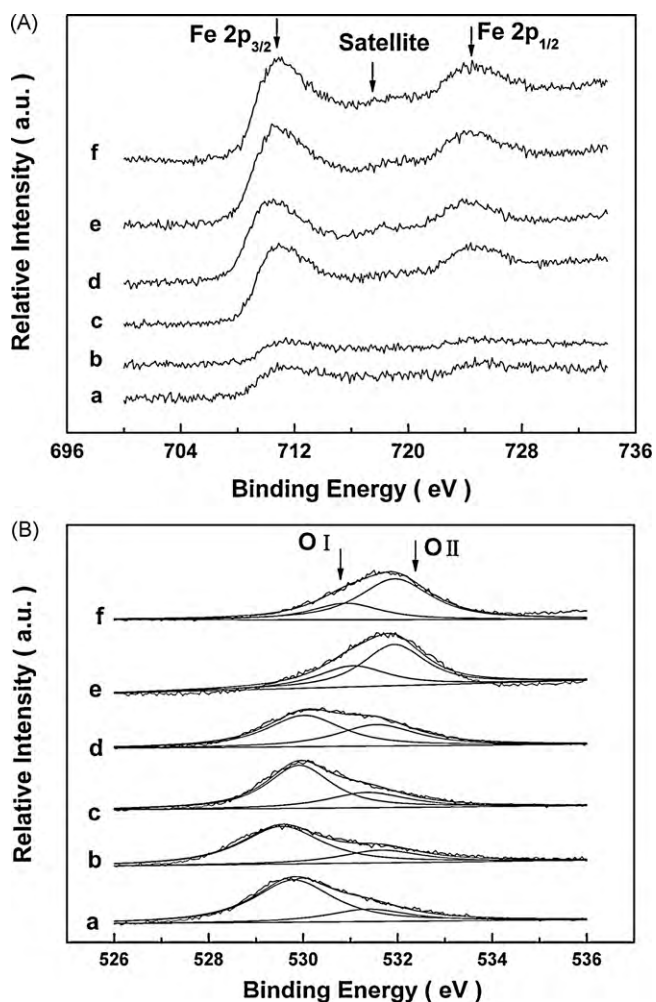 (A)
Fe 2p3/2
Satellite
Fe 2p1/2
Relative Intensity ( a.u. )
f
e
d
c
b
a
696 704 712 720 728 736
Binding Energy ( eV )
(B)
O I
O II
Relative Intensity ( a.u. )
f
e
d
c
b
a
526 528 530 532 534 536
Binding Energy ( eV )